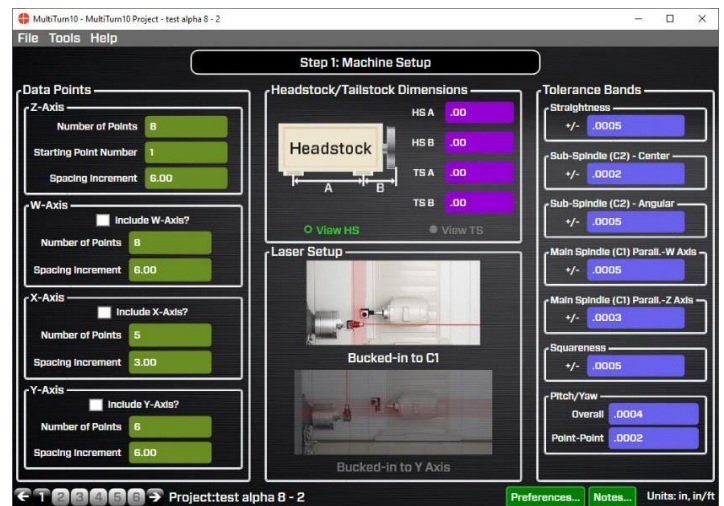 MultiTurn10 - MultiTurn10 Project - test alpha 8 - 2
File Tools Help
Step 1: Machine Setup
Data Points
Z-Axis
Number of Points 8
Starting Point Number 1
Spacing Increment 6.00
W-Axis
Include W-Axis?
Number of Points 8
Spacing Increment 6.00
X-Axis
Include X-Axis?
Number of Points 5
Spacing Increment 3.00
Y-Axis
Include Y-Axis?
Number of Points 6
Spacing Increment 6.00
Headstock/Tailstock Dimensions
Headstock
A B
HS A .00
HS B .00
TS A .00
TS B .00
View HS View TS
Laser Setup
Bucked-in to C1
Bucked-in to Y Axis
Tolerance Bands
Straightness
+/- .0005
Sub-Spindle (C2) - Center
+/- .0002
Sub-Spindle (C2) - Angular
+/- .0005
Main Spindle (C1) Parall.-W Axis
+/- .0005
Main Spindle (C1) Parall.-Z Axis
+/- .0003
Squareness
+/- .0005
Pitch/Yaw
Overall .0004
Point-Point .0002
1 2 3 4 5 6 Project:test alpha 8 - 2 Preferences... Notes... Units: in, in/ft